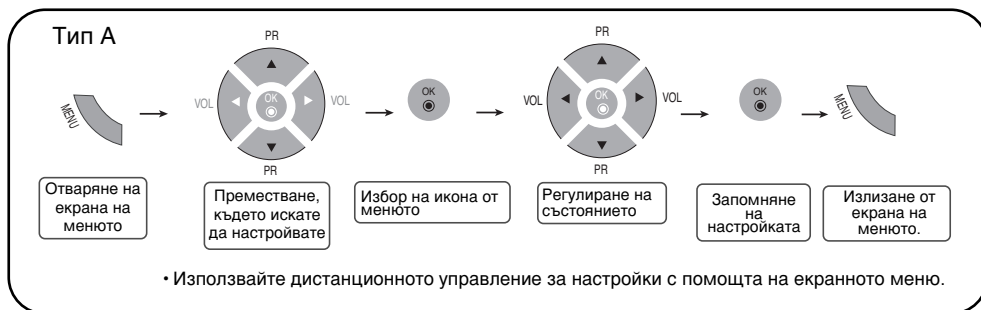 Тип A
PR
PR
MENU
VOL
OK
VOL
OK
VOL
OK
VOL
OK
MENU
PR
PR
Отваряне на
екрана на
менюто
Преместване,
където искате
да настройвате
Избор на икона от
менюто
Регулиране на
състоянието
Запомняне
на
настройката
Излизане от
екрана на
менюто.
• Използвайте дистанционното управление за настройки с помощта на екранното меню.